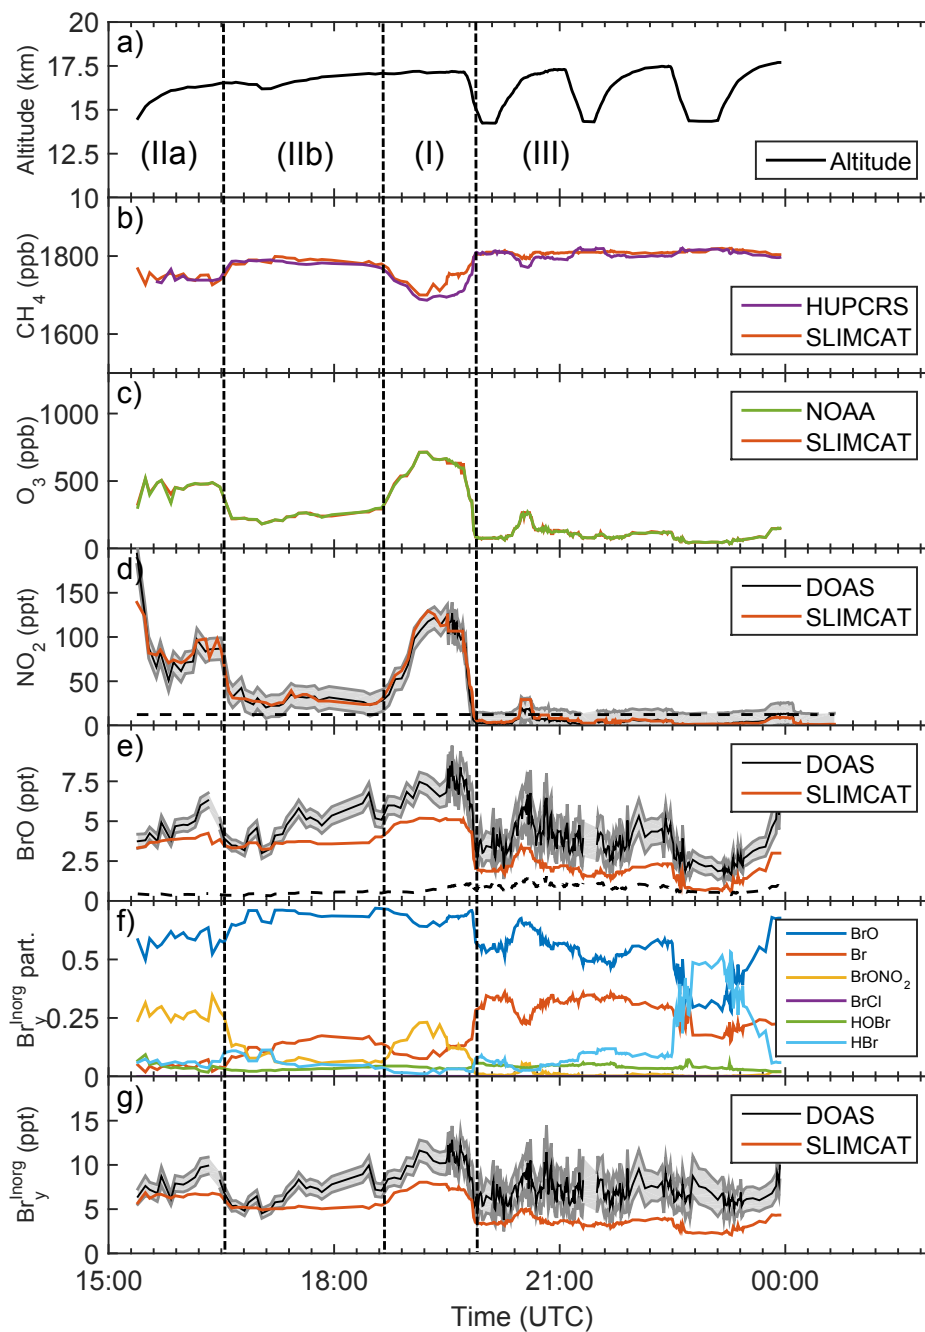 a)
20
17.5
15
12.5
10
Altitude (km)
(IIa)
(IIb)
(I)
(III)
Altitude
b)
1800
1600
CH4 (ppb)
HUPCRS
SLIMCAT
c)
1000
500
0
O3 (ppb)
NOAA
SLIMCAT
d)
150
100
50
0
NO2 (ppt)
DOAS
SLIMCAT
e)
7.5
5
2.5
0
BrO (ppt)
DOAS
SLIMCAT
f)
0.5
0.25
0
Br_y^Inorg part.
BrO
Br
BrONO2
BrCl
HOBr
HBr
g)
15
10
5
0
Br_y^Inorg (ppt)
DOAS
SLIMCAT
15:00
18:00
21:00
00:00
Time (UTC)